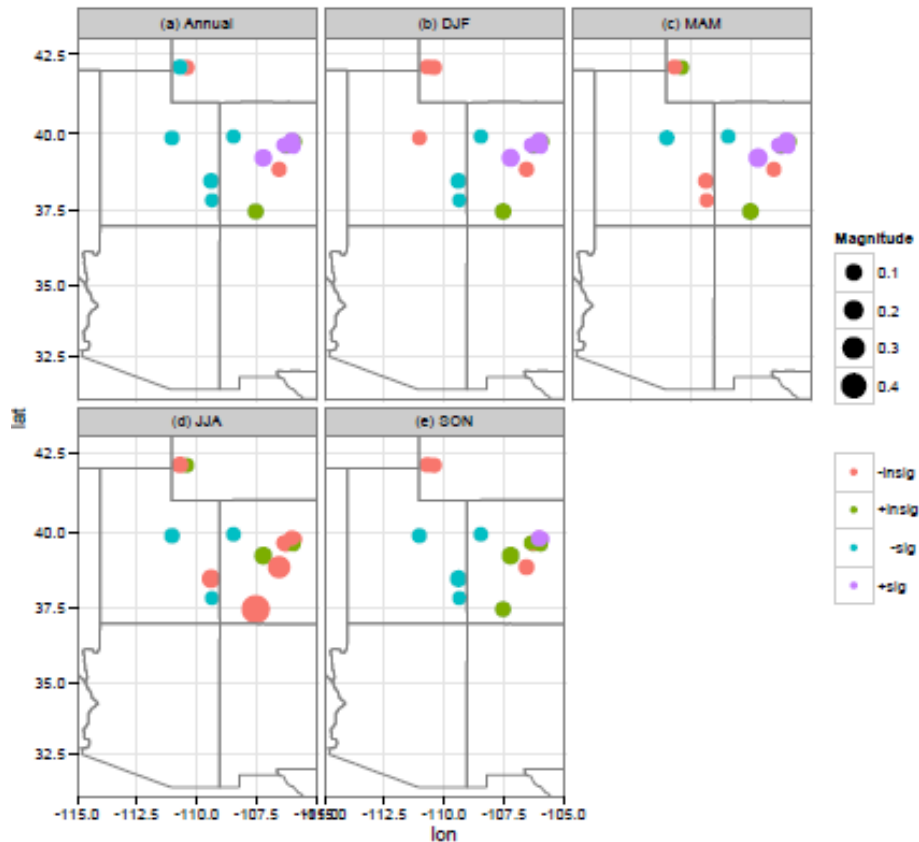 (a) Annual
(b) DJF
(c) MAM
42.5
40.0
37.5
35.0
32.5
Magnitude
0.1
0.2
0.3
0.4
lat
(d) JJA
(e) SON
42.5
40.0
37.5
35.0
32.5
-insig
+insig
-sig
+sig
-115.0 -112.5 -110.0 -107.5 -105.0 -110.0 -107.5 -105.0
lon